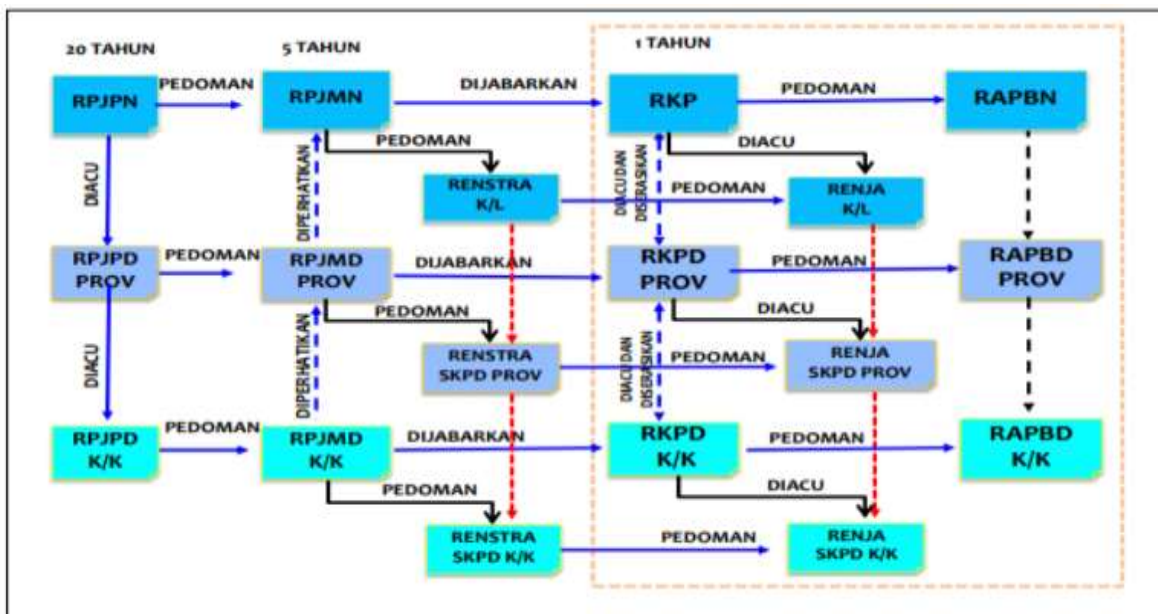 20 TAHUN
5 TAHUN
1 TAHUN
RPJPN
PEDOMAN
RPJMN
DIJABARKAN
RKP
PEDOMAN
RAPBN
DIACU
DIPERHATIKAN
PEDOMAN
RENSTRA
K/L
PEDOMAN
DIACU DAN
DISERASIKAN
DIACU
RENJA
K/L
RPJPD
PROV
PEDOMAN
RPJMD
PROV
DIJABARKAN
RKPD
PROV
PEDOMAN
RAPBD
PROV
DIACU
DIPERHATIKAN
PEDOMAN
RENSTRA
SKPD PROV
PEDOMAN
DIACU DAN
DISERASIKAN
DIACU
RENJA
SKPD PROV
RPJPD
K/K
PEDOMAN
RPJMD
K/K
DIJABARKAN
RKPD
K/K
PEDOMAN
RAPBD
K/K
PEDOMAN
RENSTRA
SKPD K/K
PEDOMAN
DIACU
RENJA
SKPD K/K